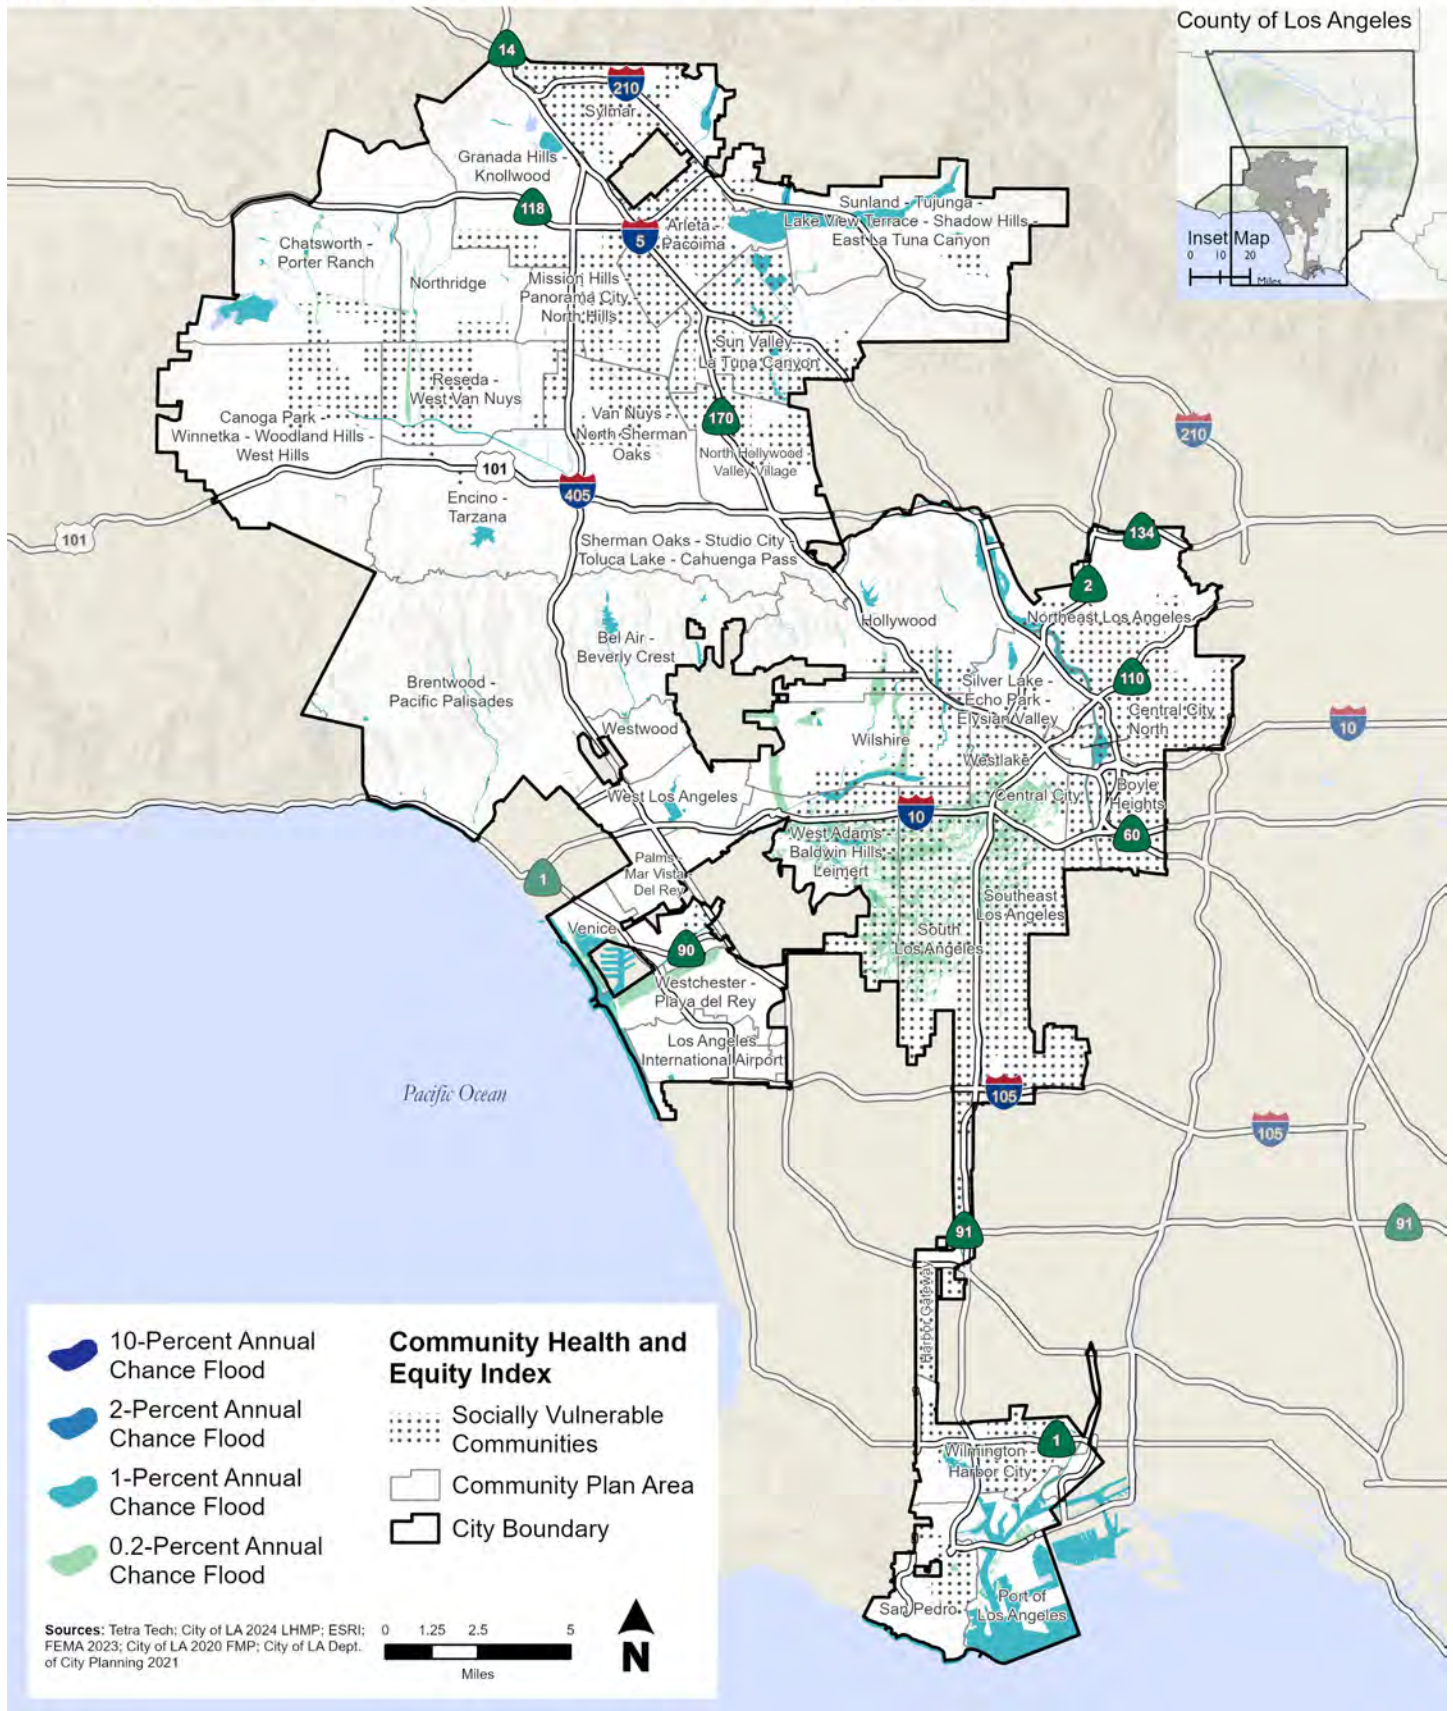 County of Los Angeles
Inset Map
0 10 20
Miles
14
210
Sylmar
Granada Hills -
Knollwood
118
5
Arleta -
Pacoima
Sunland - Tujunga -
Lake View Terrace - Shadow Hills -
East La Tuna Canyon
Chatsworth -
Porter Ranch
Northridge
Mission Hills -
Panorama City -
North Hills
Sun Valley -
La Tuna Canyon
Reseda -
West Van Nuys
Canoga Park -
Winnetka - Woodland Hills -
West Hills
Van Nuys -
North Sherman
Oaks
170
North Hollywood -
Valley Village
210
101
405
101
Encino -
Tarzana
Sherman Oaks - Studio City -
Toluca Lake - Cahuenga Pass
134
2
Hollywood
Northeast Los Angeles
Bel Air -
Beverly Crest
Brentwood -
Pacific Palisades
Silver Lake -
Echo Park -
Elysian Valley
110
Central City
North
10
Westwood
Wilshire
Westlake
West Los Angeles
Central City
Boyle
Heights
10
60
West Adams -
Baldwin Hills -
Leimert
Palms -
Mar Vista -
Del Rey
1
Venice
90
Southeast
Los Angeles
South
Los Angeles
Westchester -
Playa del Rey
Los Angeles
International Airport
Pacific Ocean
105
105
91
91
Harbor Gateway
1
Wilmington -
Harbor City
San Pedro
Port of
Los Angeles
10-Percent Annual
Chance Flood
2-Percent Annual
Chance Flood
1-Percent Annual
Chance Flood
0.2-Percent Annual
Chance Flood
Community Health and
Equity Index
Socially Vulnerable
Communities
Community Plan Area
City Boundary
Sources: Tetra Tech; City of LA 2024 LHMP; ESRI;
FEMA 2023; City of LA 2020 FMP; City of LA Dept.
of City Planning 2021
0 1.25 2.5 5
Miles
N